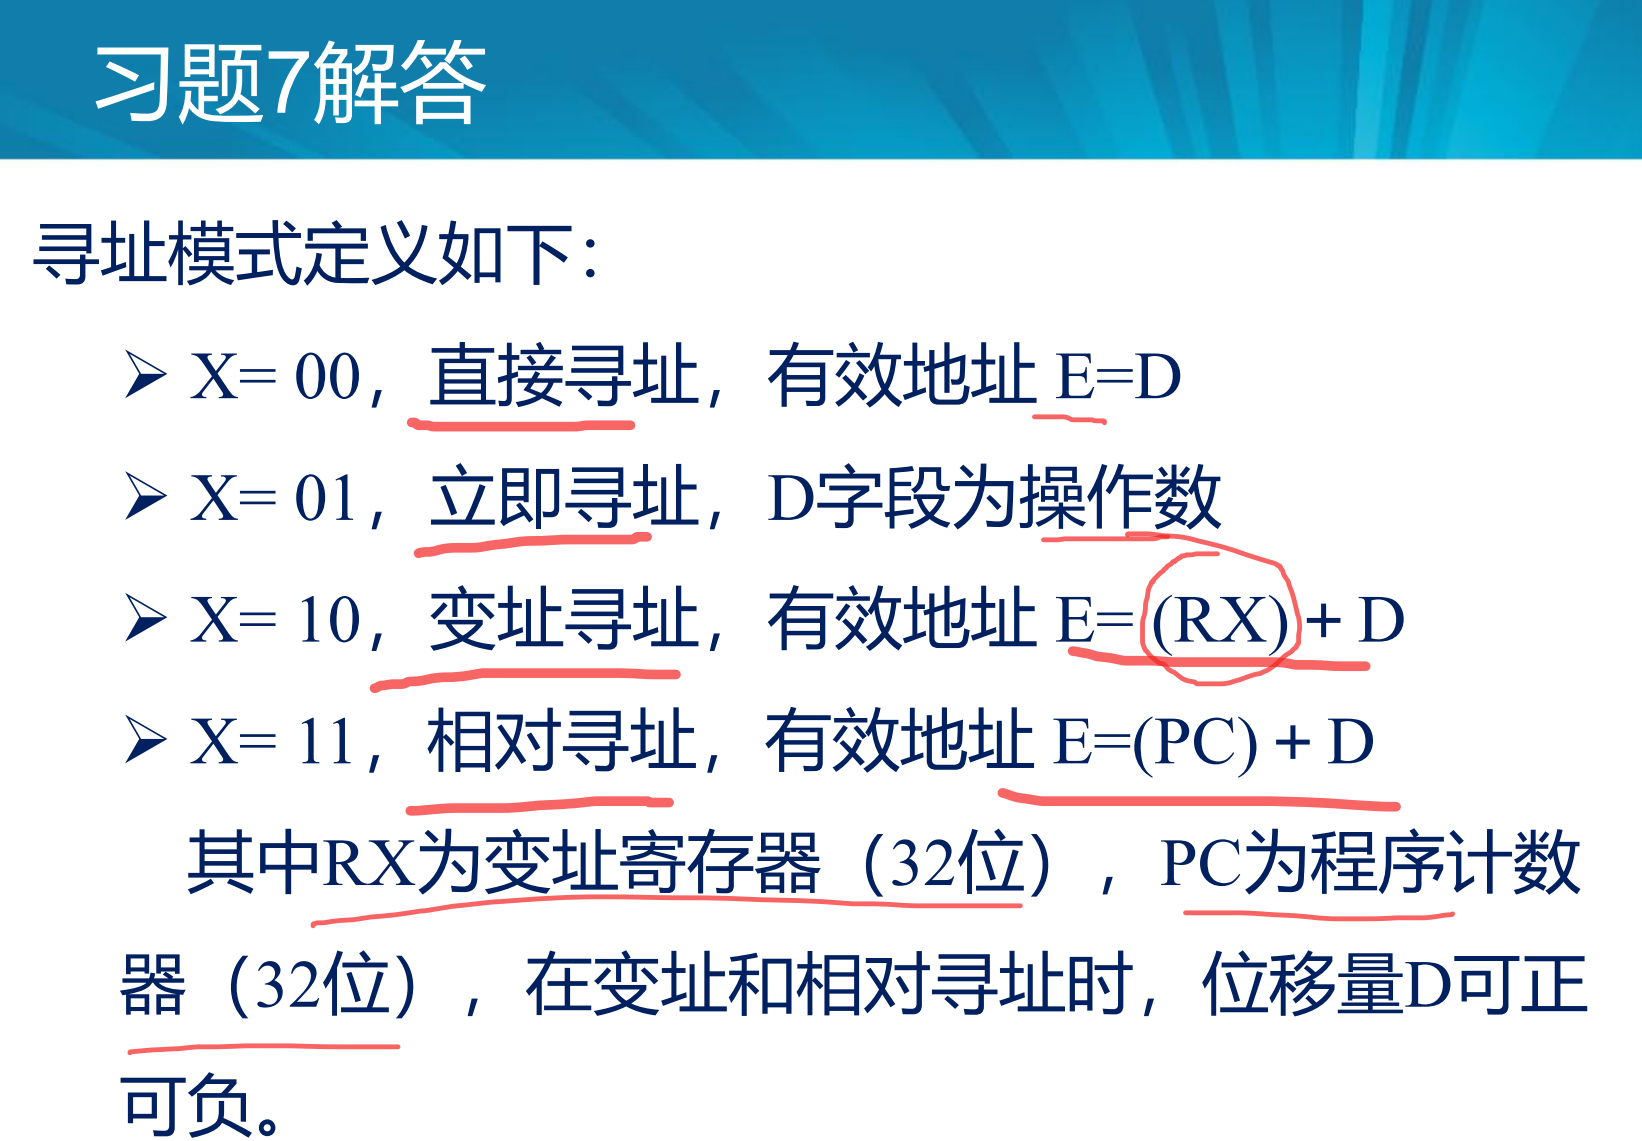 习题7解答
寻址模式定义如下：
➢ X= 00，直接寻址，有效地址 E=D
➢ X= 01，立即寻址，D字段为操作数
➢ X= 10，变址寻址，有效地址 E= (RX) + D
➢ X= 11，相对寻址，有效地址 E=(PC) + D
其中RX为变址寄存器（32位），PC为程序计数
器（32位），在变址和相对寻址时，位移量D可正
可负。